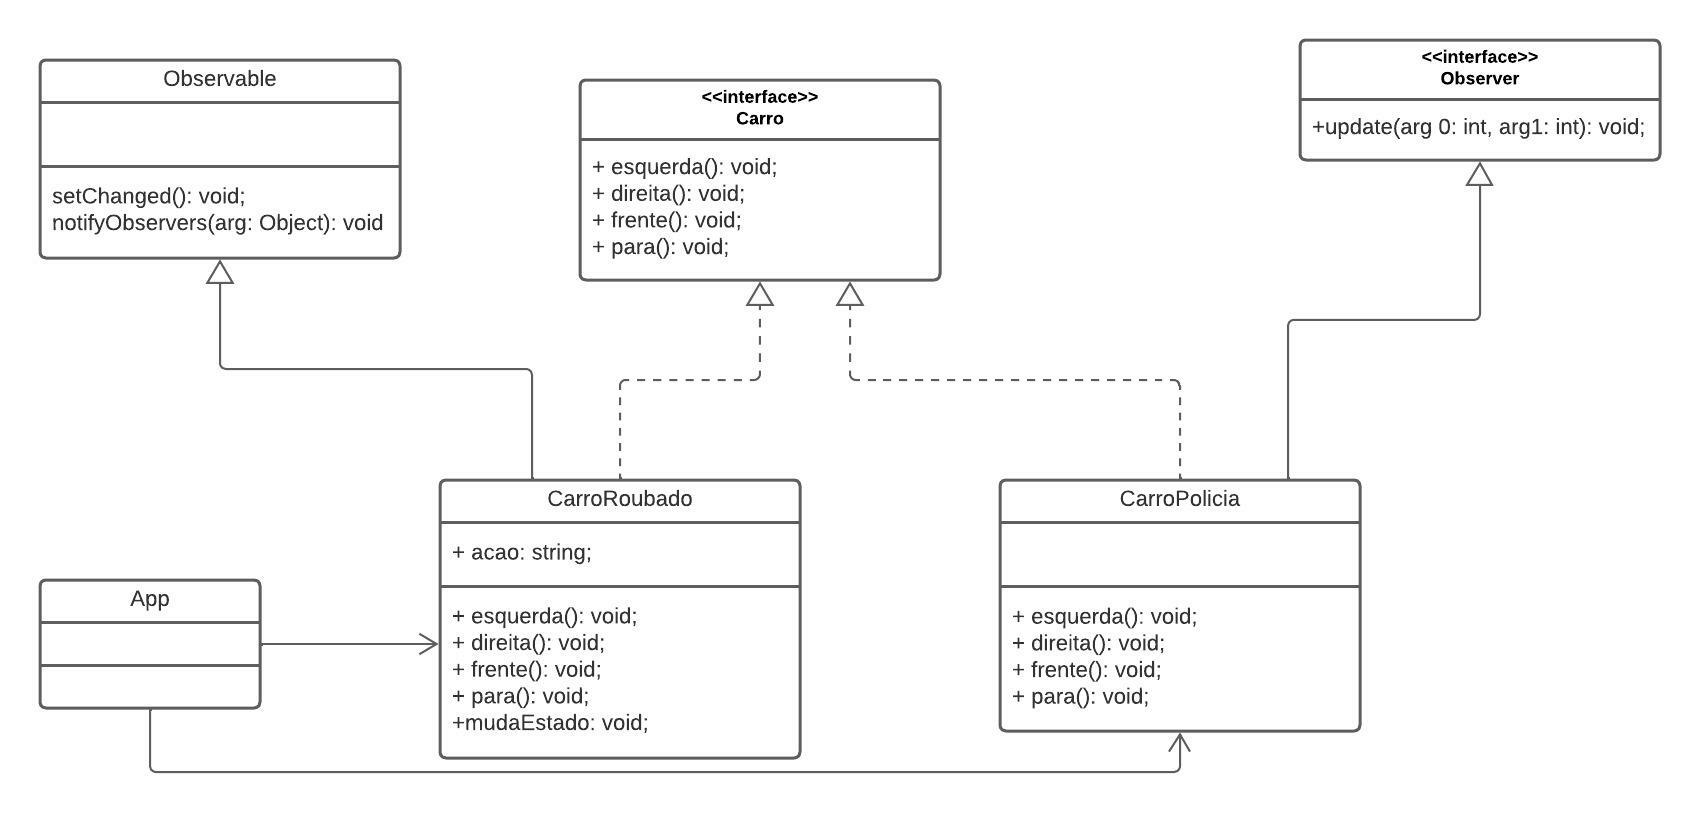 Observable
setChanged(): void;
notifyObservers(arg: Object): void
<<interface>>
Carro
+ esquerda(): void;
+ direita(): void;
+ frente(): void;
+ para(): void;
<<interface>>
Observer
+update(arg 0: int, arg1: int): void;
CarroRoubado
+ acao: string;
+ esquerda(): void;
+ direita(): void;
+ frente(): void;
+ para(): void;
+mudaEstado: void;
CarroPolicia
+ esquerda(): void;
+ direita(): void;
+ frente(): void;
+ para(): void;
App